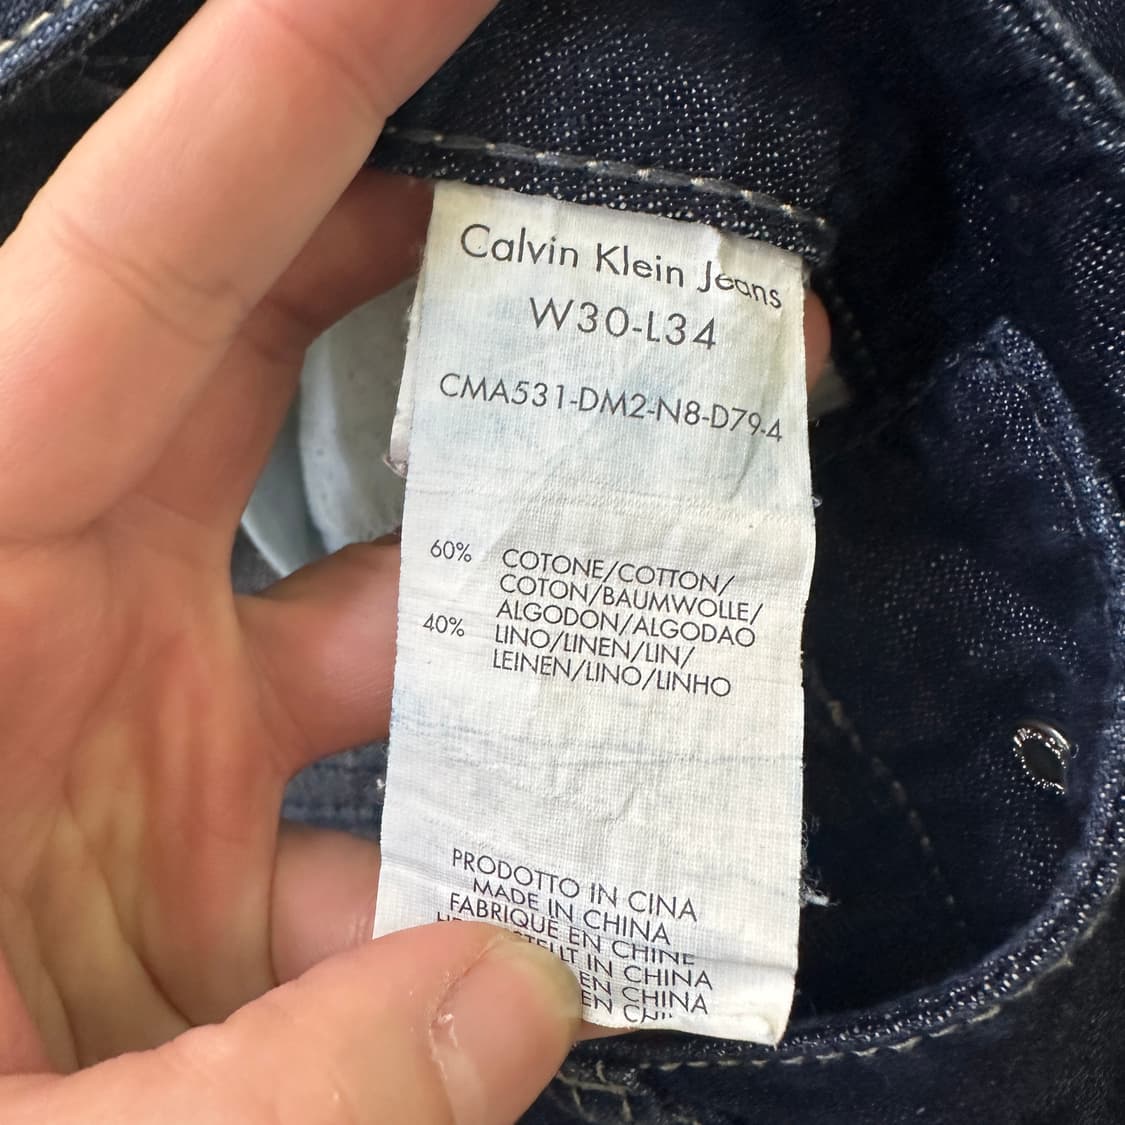 Calvin Klein Jeans
W30-L34
CMA531-DM2-N8-D79-4
60% COTONE/COTTON/
COTON/BAUMWOLLE/
ALGODON/ALGODAO
40% LINO/LINEN/LIN/
LEINEN/LINO/LINHO
PRODOTTO IN CINA
MADE IN CHINA
FABRIQUE EN CHINE
IN CHINA
EN CHINA
EN